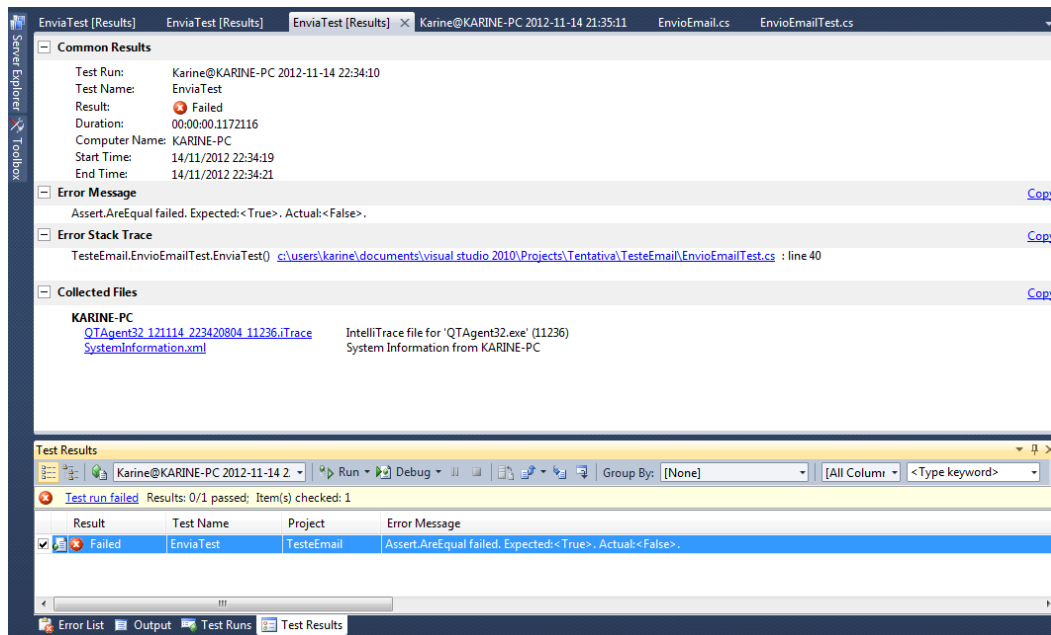 EnviaTest [Results] EnviaTest [Results] EnviaTest [Results] Karine@KARINE-PC 2012-11-14 21:35:11 EnvioEmail.cs EnvioEmailTest.cs
Server Explorer
Toolbox
Common Results
Test Run: Karine@KARINE-PC 2012-11-14 22:34:10
Test Name: EnviaTest
Result: Failed
Duration: 00:00:00.1172116
Computer Name: KARINE-PC
Start Time: 14/11/2012 22:34:19
End Time: 14/11/2012 22:34:21
Error Message Copy
Assert.AreEqual failed. Expected:<True>. Actual:<False>.
Error Stack Trace Copy
TesteEmail.EnvioEmailTest.EnviaTest() c:\users\karine\documents\visual studio 2010\Projects\Tentativa\TesteEmail\EnvioEmailTest.cs : line 40
Collected Files Copy
KARINE-PC
QTAgent32_121114_223420804_11236.iTrace IntelliTrace file for 'QTAgent32.exe' (11236)
SystemInformation.xml System Information from KARINE-PC
Test Results
Karine@KARINE-PC 2012-11-14 2 Run Debug Group By: [None] [All Column <Type keyword>
Test run failed Results: 0/1 passed; Item(s) checked: 1
Result Test Name Project Error Message
Failed EnviaTest TesteEmail Assert.AreEqual failed. Expected:<True>. Actual:<False>.
Error List Output Test Runs Test Results